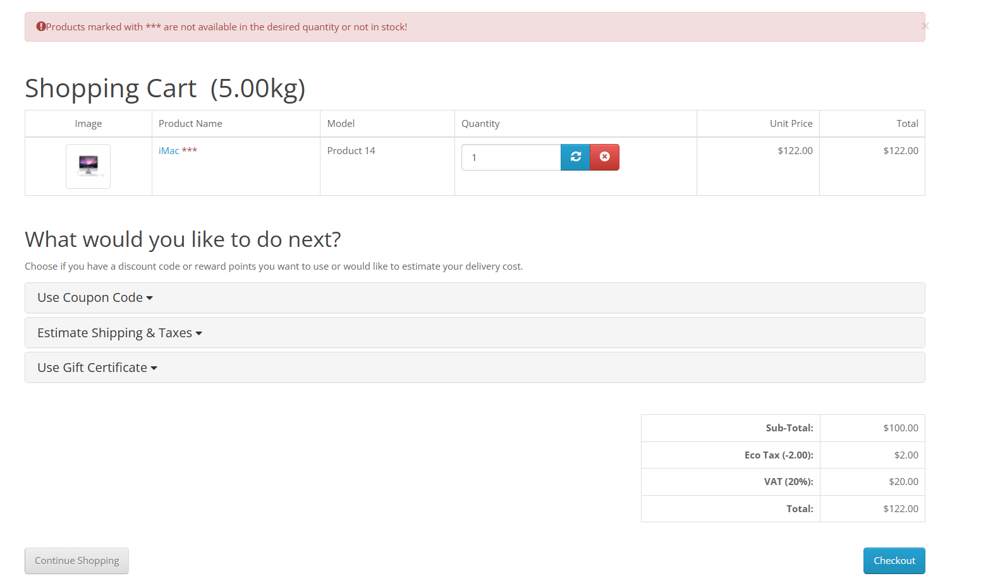 Products marked with *** are not available in the desired quantity or not in stock!
×
Shopping Cart (5.00kg)
Image Product Name Model Quantity Unit Price Total
iMac *** Product 14 1 $122.00 $122.00
What would you like to do next?
Choose if you have a discount code or reward points you want to use or would like to estimate your delivery cost.
Use Coupon Code
Estimate Shipping & Taxes
Use Gift Certificate
Sub-Total: $100.00
Eco Tax (-2.00): $2.00
VAT (20%): $20.00
Total: $122.00
Continue Shopping Checkout